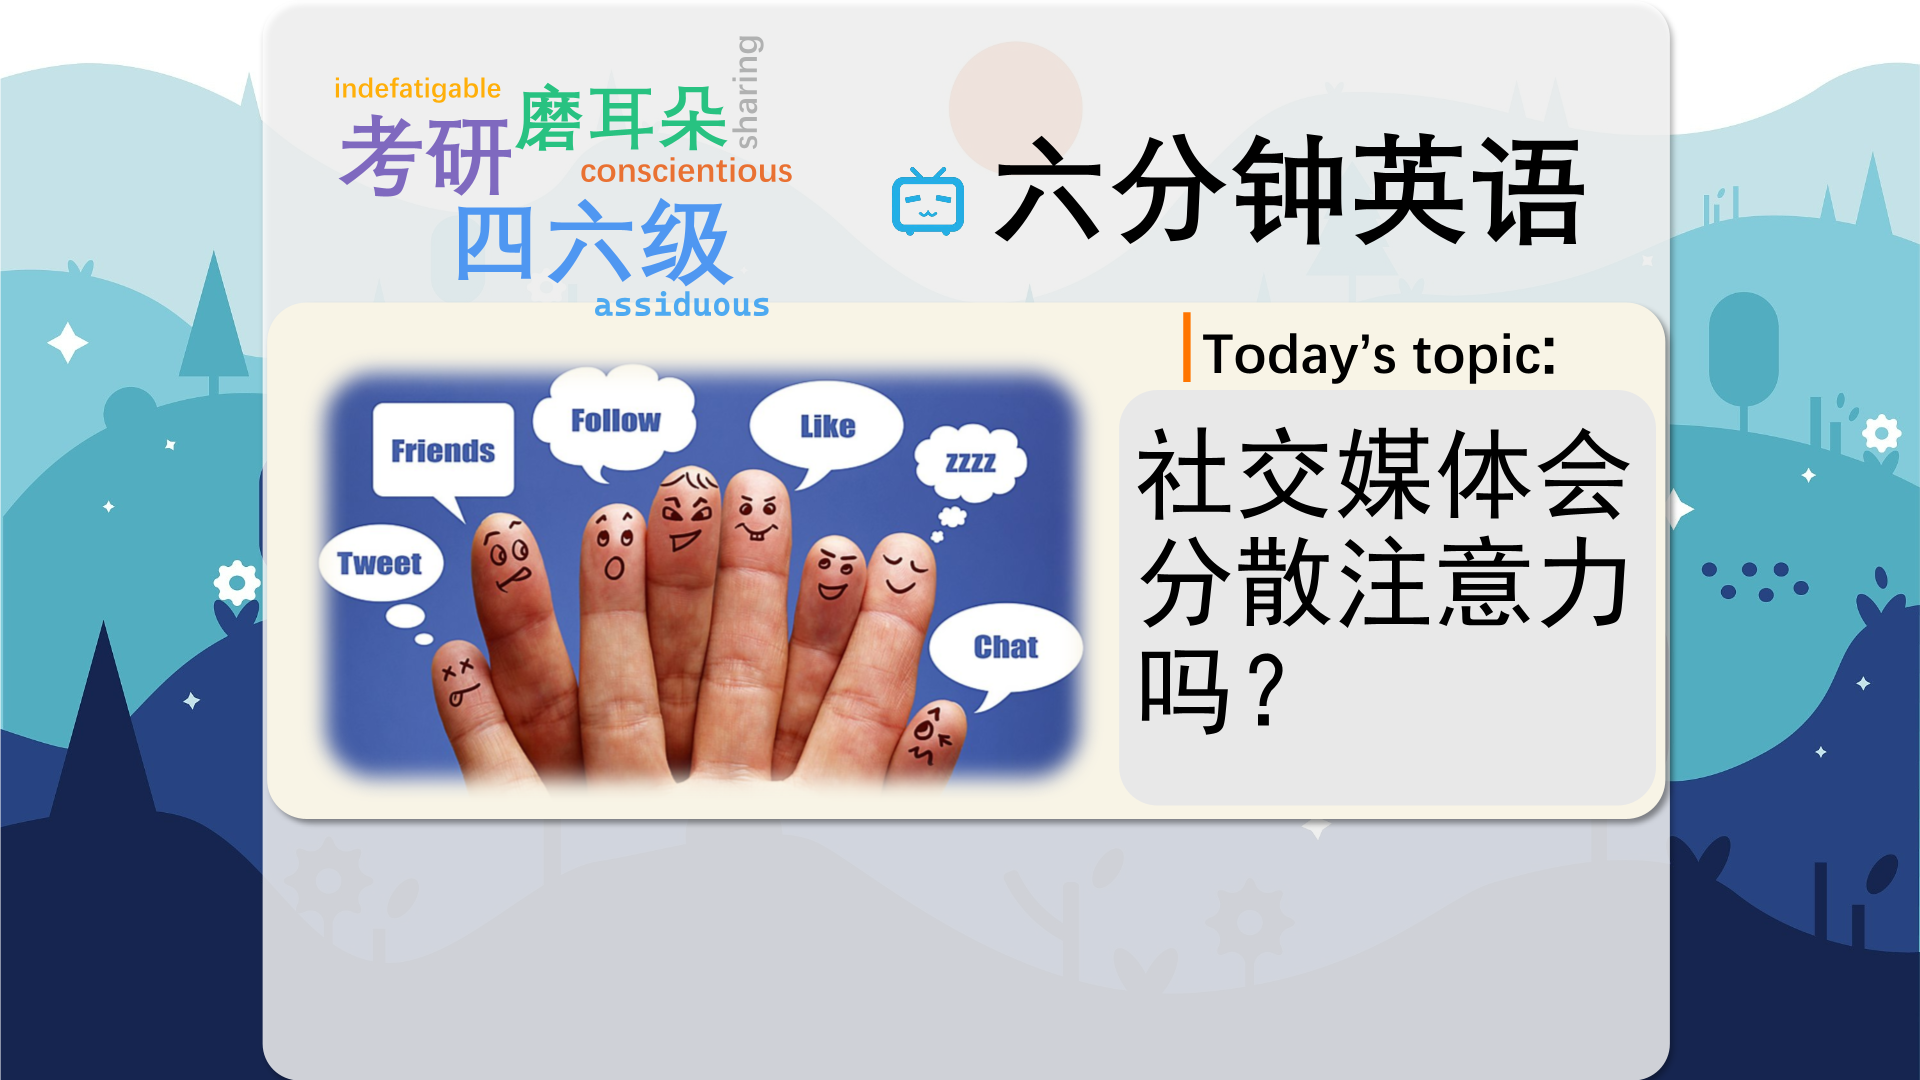 indefatigable
sharing
考研
磨耳朵
conscientious
四六级
assiduous
六分钟英语
Today’s topic:
社交媒体会
分散注意力
吗？
Friends
Follow
Like
zzzz
Tweet
Chat